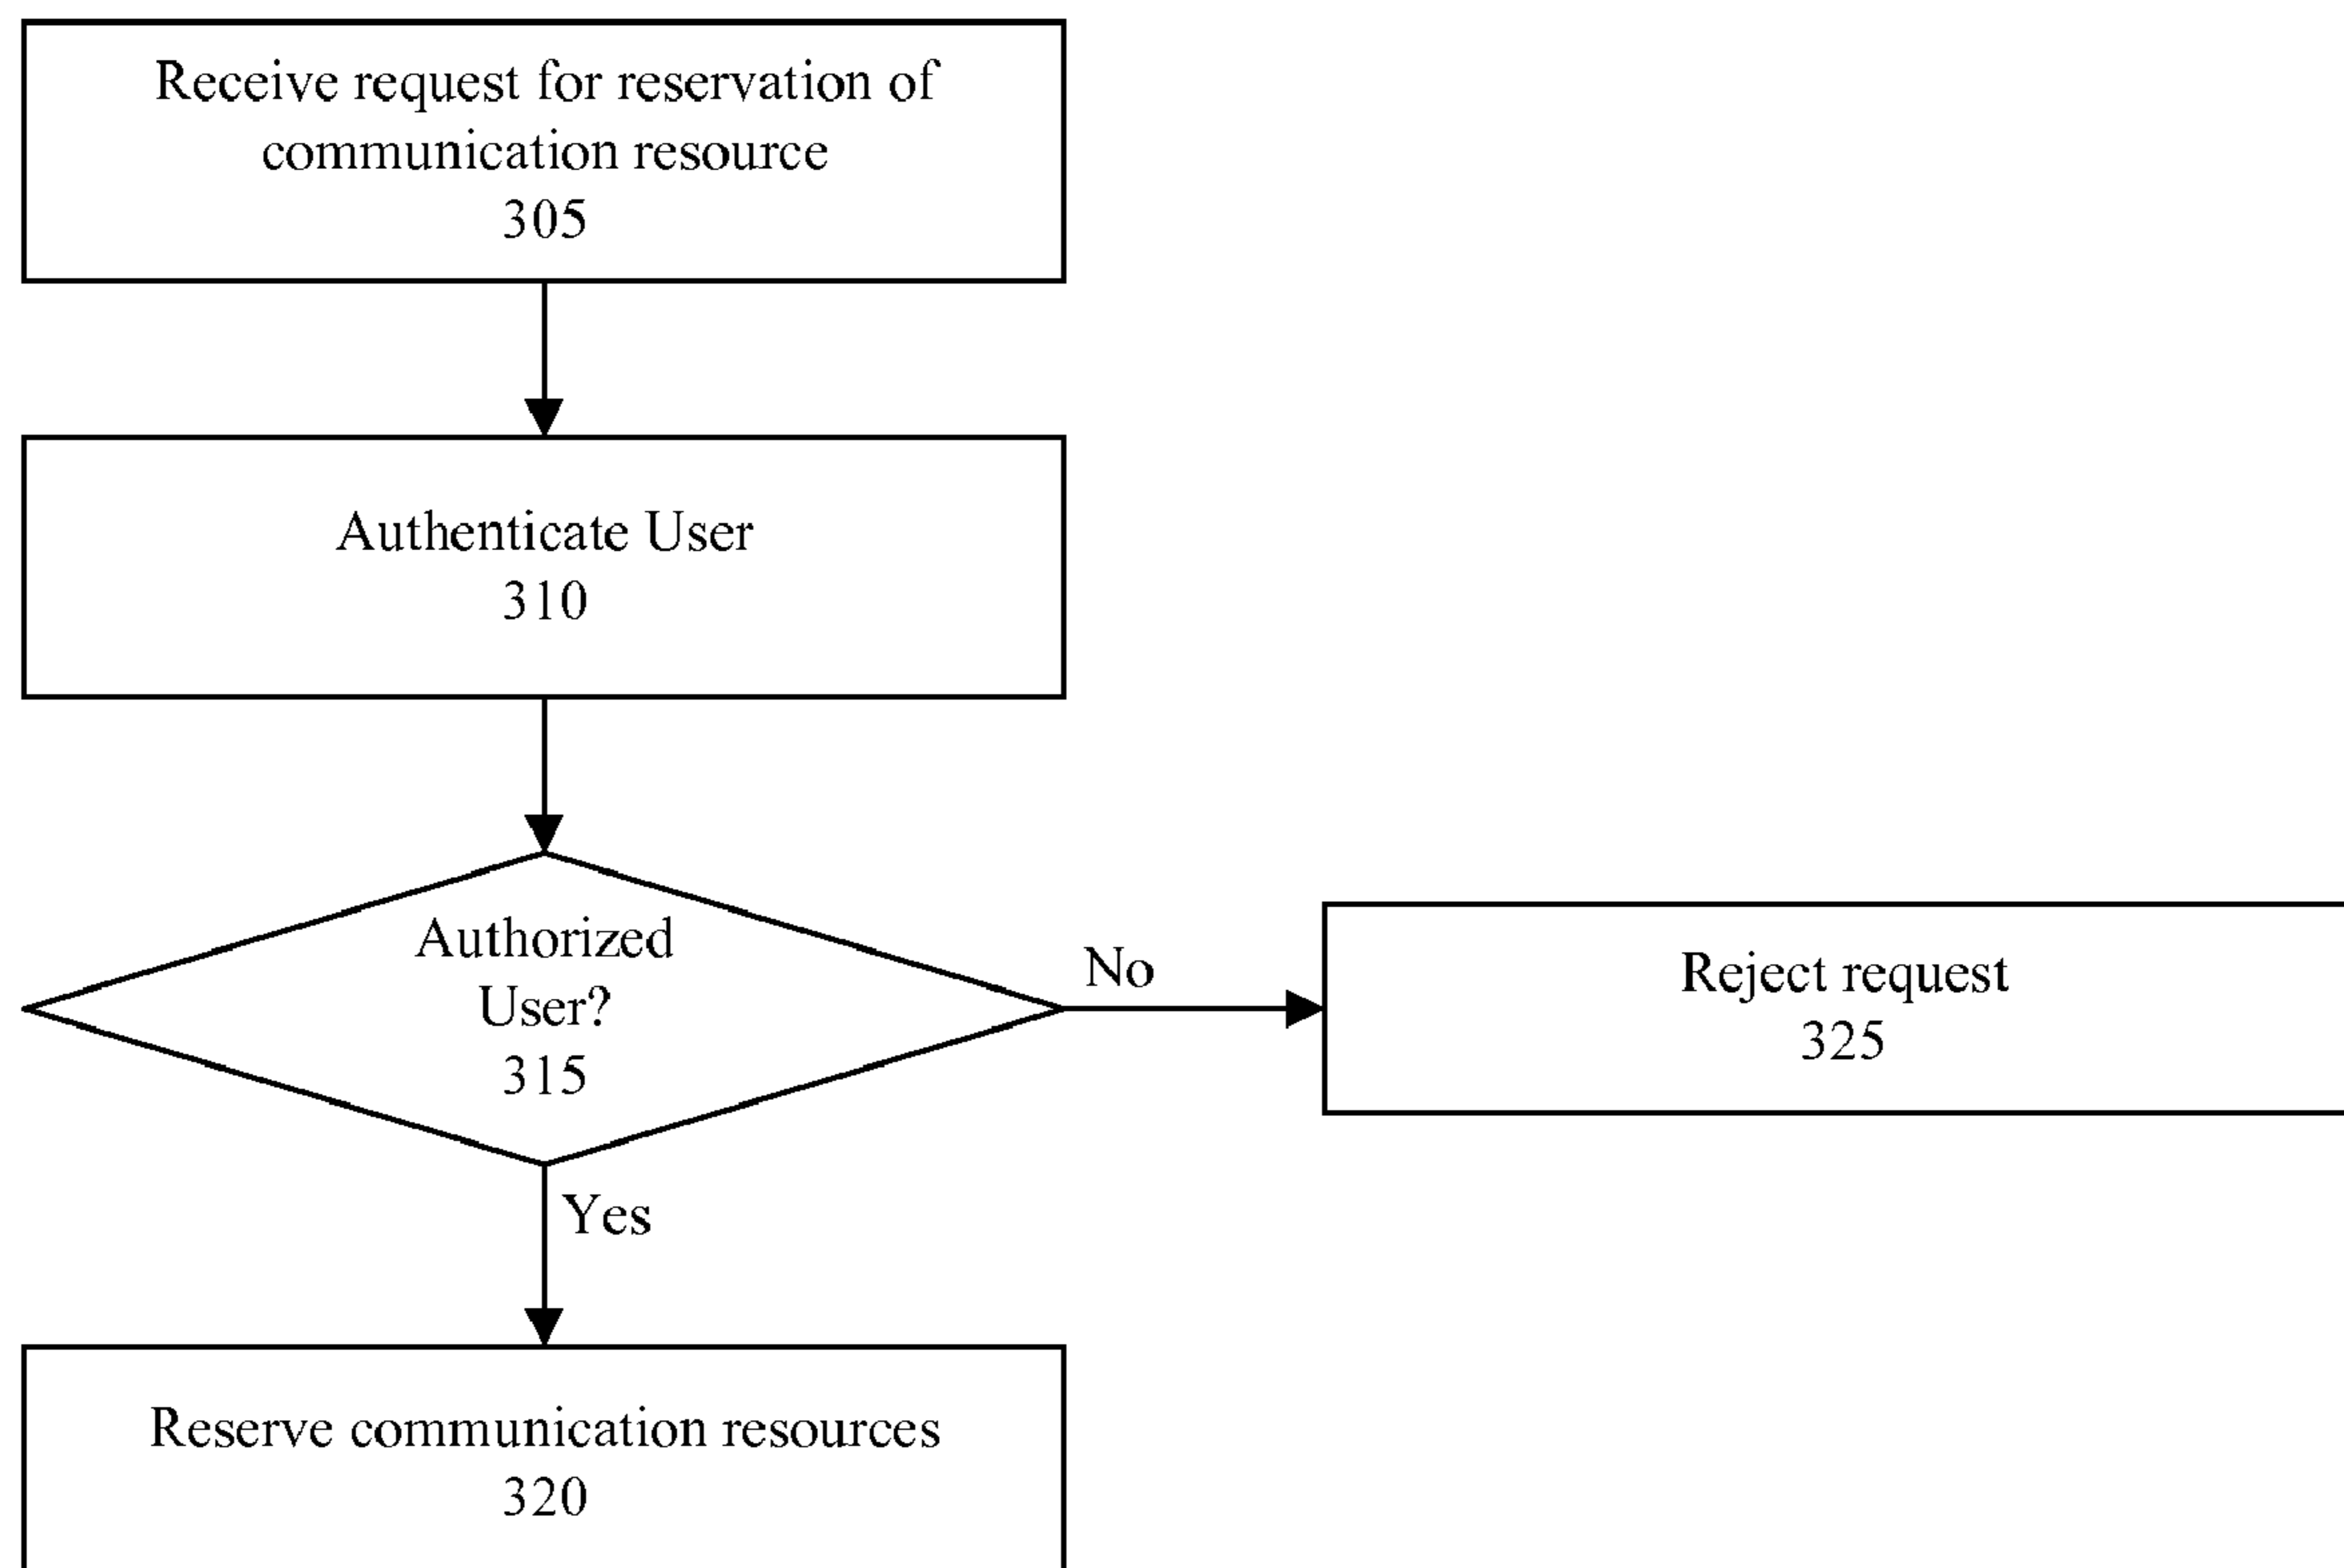 Receive request for reservation of
communication resource
305
Authenticate User
310
Authorized
User?
315
No
Reject request
325
Yes
Reserve communication resources
320